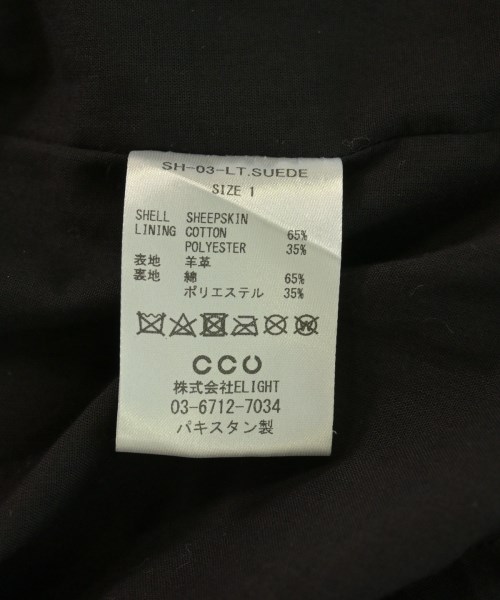 SH-03-LT.SUEDE
SIZE 1
SHELL SHEEPSKIN
LINING COTTON 65%
POLYESTER 35%
表地 羊革
裏地 綿 65%
ポリエステル 35%
CCU
株式会社ELIGHT
03-6712-7034
パキスタン製